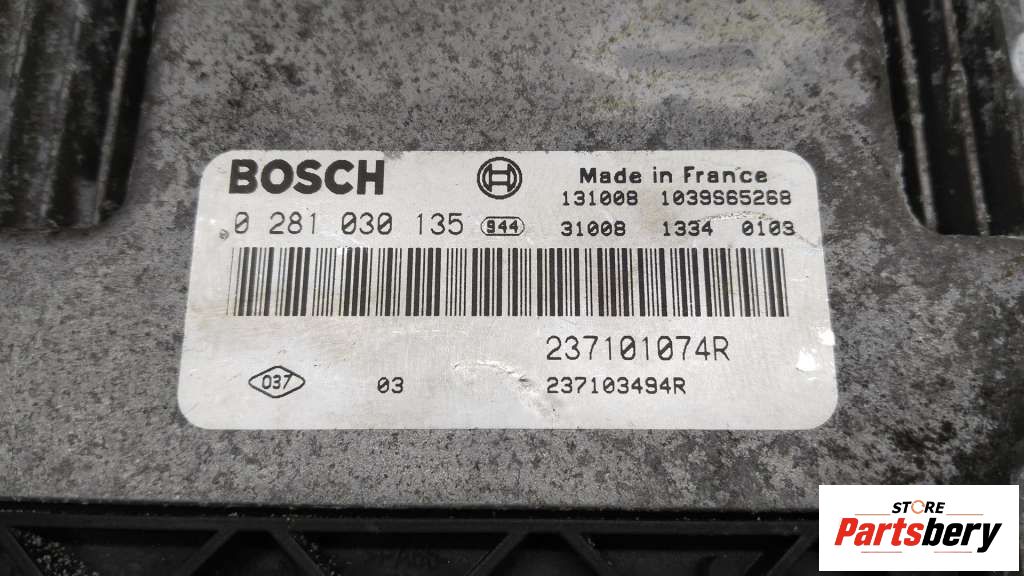 BOSCH
Made in France
131008 1039S65268
0 281 030 135 944
31008 1334 0103
237101074R
037 03 237103494R
STORE
Partsbery